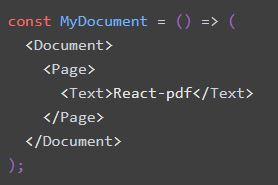 const MyDocument = () => (
  <Document>
    <Page>
      <Text>React-pdf</Text>
    </Page>
  </Document>
);